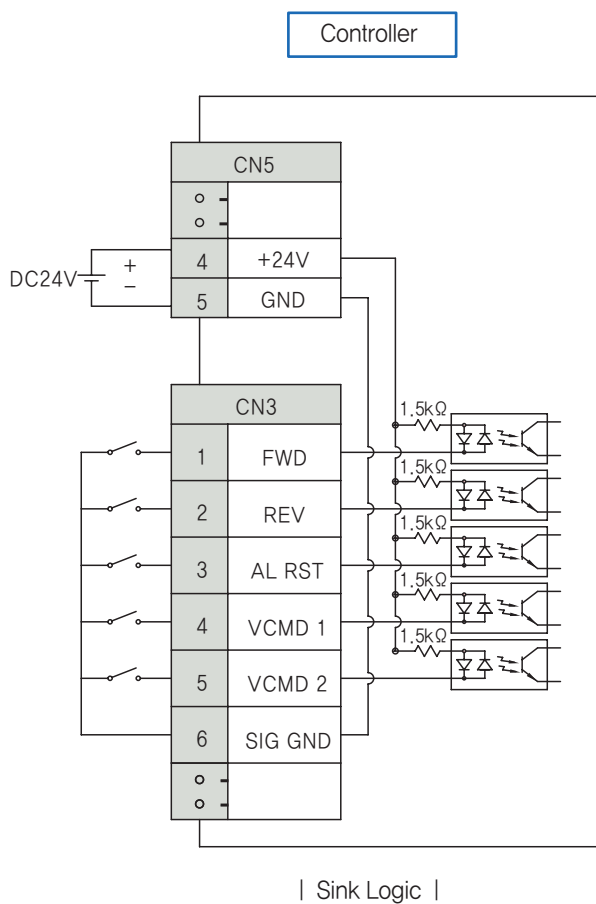 Controller
CN5
DC24V
+
−
4 +24V
5 GND
CN3
1 FWD
2 REV
3 AL RST
4 VCMD 1
5 VCMD 2
6 SIG GND
1.5kΩ
1.5kΩ
1.5kΩ
1.5kΩ
1.5kΩ
| Sink Logic |